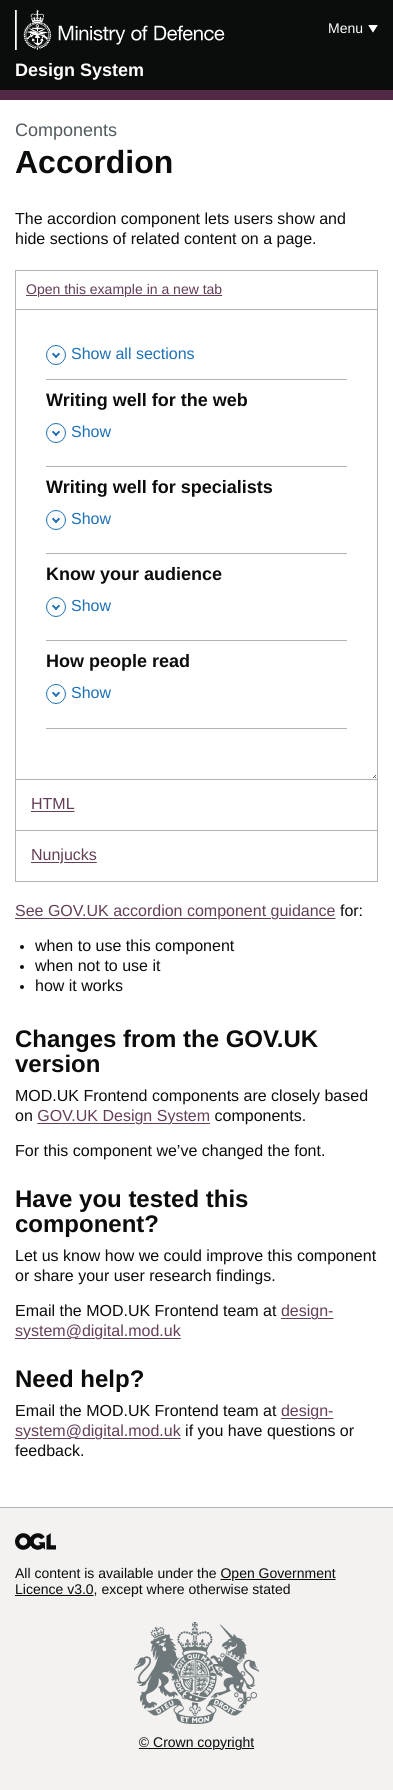 Ministry of Defence
Menu
Design System
Components
Accordion
The accordion component lets users show and
hide sections of related content on a page.
Open this example in a new tab
Show all sections
Writing well for the web
Show
Writing well for specialists
Show
Know your audience
Show
How people read
Show
HTML
Nunjucks
See GOV.UK accordion component guidance for:
when to use this component
when not to use it
how it works
Changes from the GOV.UK
version
MOD.UK Frontend components are closely based
on GOV.UK Design System components.
For this component we’ve changed the font.
Have you tested this
component?
Let us know how we could improve this component
or share your user research findings.
Email the MOD.UK Frontend team at design-
system@digital.mod.uk
Need help?
Email the MOD.UK Frontend team at design-
system@digital.mod.uk if you have questions or
feedback.
OGL
All content is available under the Open Government
Licence v3.0, except where otherwise stated
DIEU ET MON DROIT
© Crown copyright